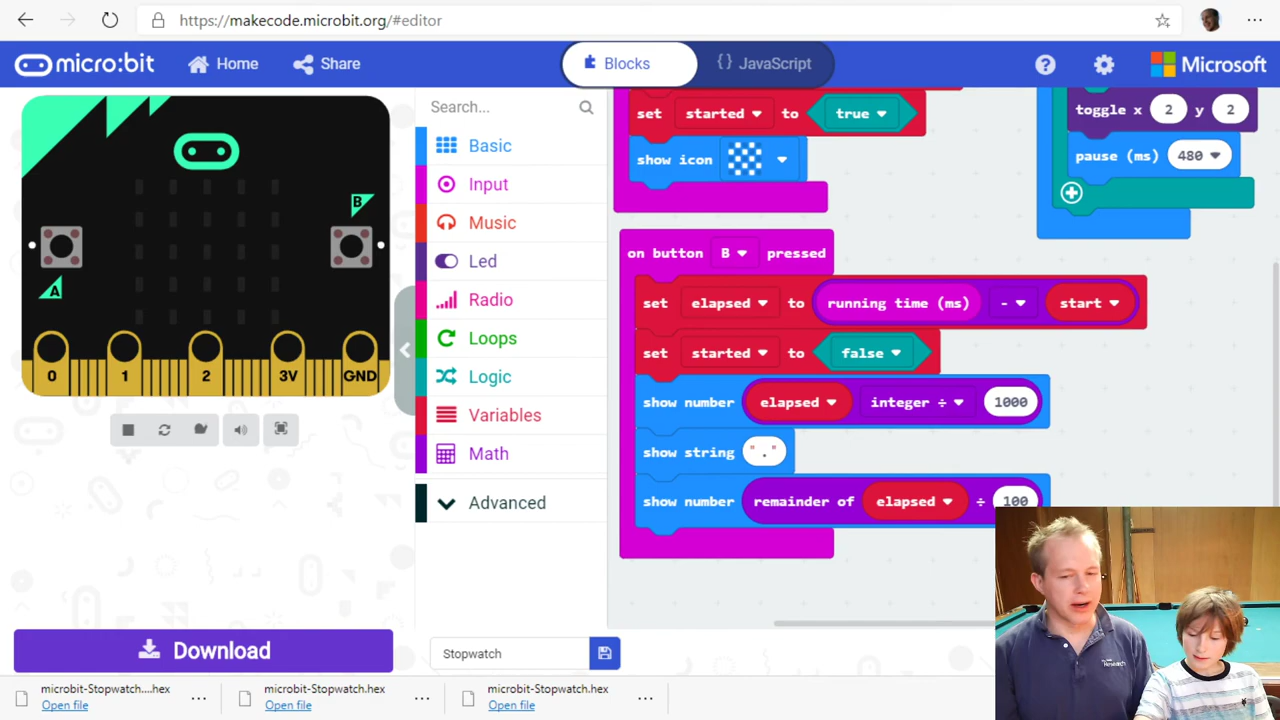 https://makecode.microbit.org/#editor
micro:bit
Home
Share
Blocks
{} JavaScript
?
Microsoft
B
A
0 1 2 3V GND
Search...
Basic
Input
Music
Led
Radio
Loops
Logic
Variables
Math
Advanced
set started to true
show icon
toggle x 2 y 2
pause (ms) 480
on button B pressed
set elapsed to running time (ms) - start
set started to false
show number elapsed integer ÷ 1000
show string "."
show number remainder of elapsed ÷ 100
Download
Stopwatch
microbit-Stopwatch....hex
Open file
microbit-Stopwatch.hex
Open file
microbit-Stopwatch.hex
Open file